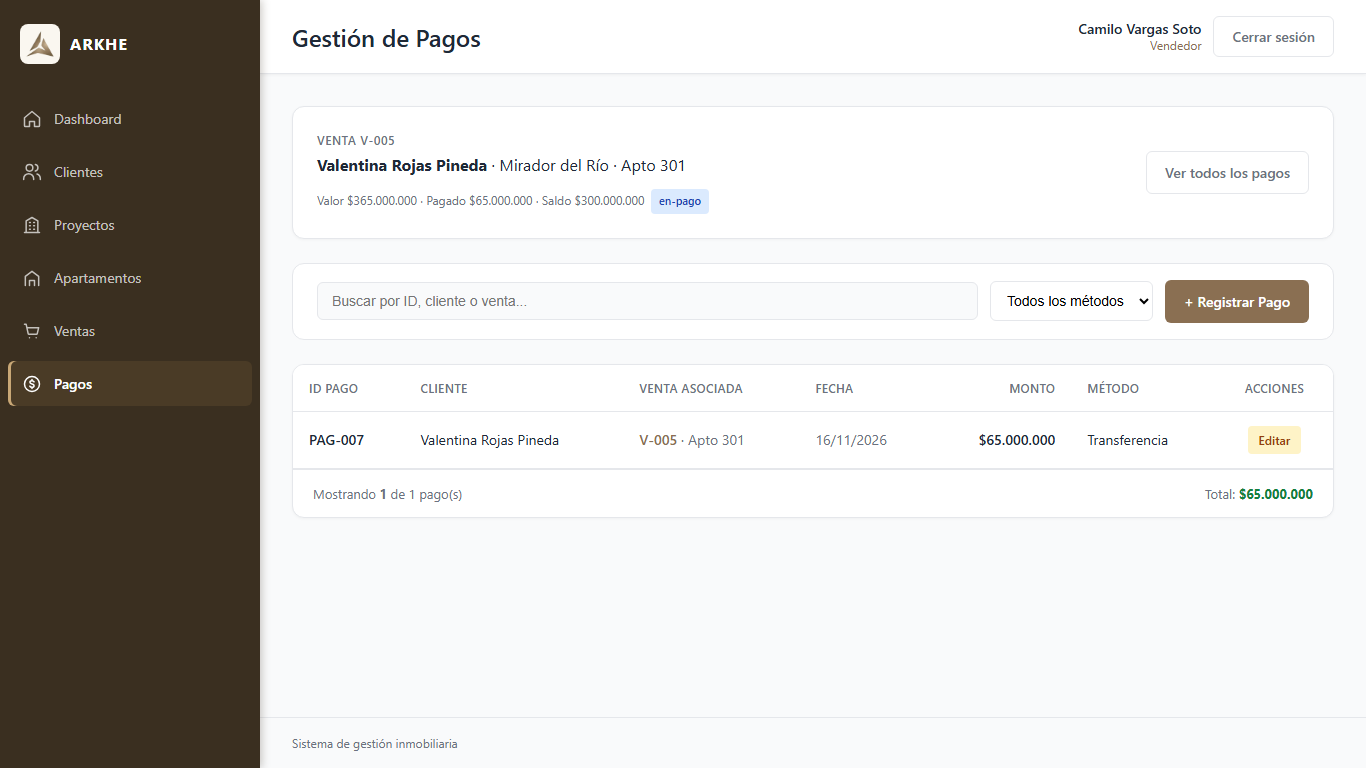 ARKHE
Dashboard
Clientes
Proyectos
Apartamentos
Ventas
Pagos
Gestión de Pagos
Camilo Vargas Soto
Vendedor
Cerrar sesión
VENTA V-005
Valentina Rojas Pineda · Mirador del Río · Apto 301
Valor $365.000.000 · Pagado $65.000.000 · Saldo $300.000.000 en-pago
Ver todos los pagos
Buscar por ID, cliente o venta... Todos los métodos + Registrar Pago
ID PAGO CLIENTE VENTA ASOCIADA FECHA MONTO MÉTODO ACCIONES
PAG-007 Valentina Rojas Pineda V-005 · Apto 301 16/11/2026 $65.000.000 Transferencia Editar
Mostrando 1 de 1 pago(s) Total: $65.000.000
Sistema de gestión inmobiliaria